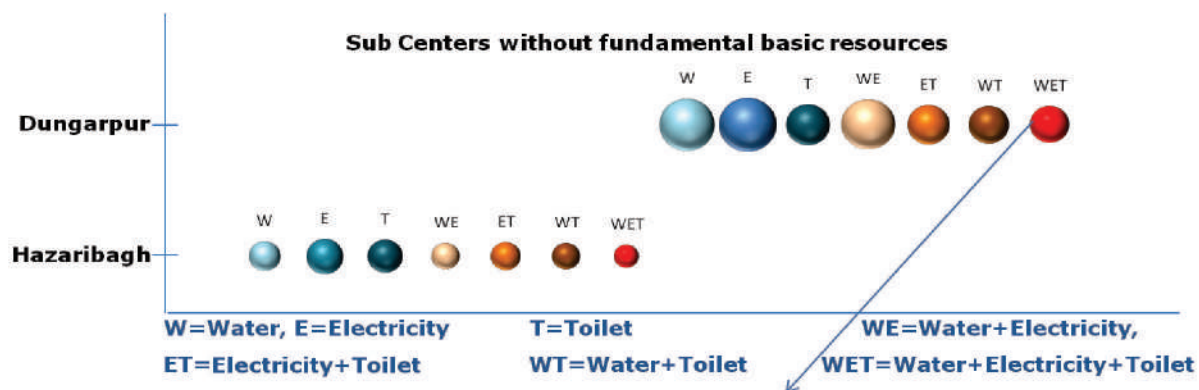 Sub Centers without fundamental basic resources
W E T WE ET WT WET
Dungarpur
W E T WE ET WT WET
Hazaribagh
W=Water, E=Electricity T=Toilet WE=Water+Electricity,
ET=Electricity+Toilet WT=Water+Toilet WET=Water+Electricity+Toilet